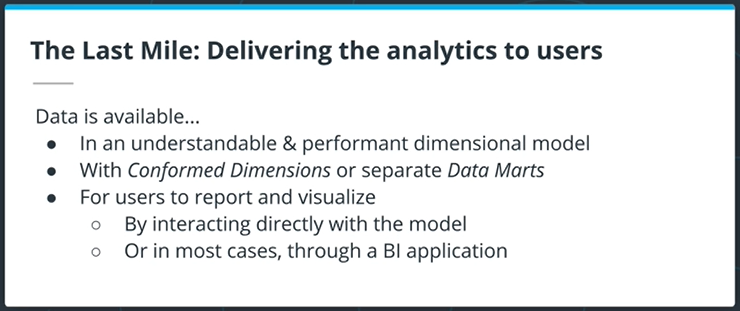 The Last Mile: Delivering the analytics to users
Data is available...
● In an understandable & performant dimensional model
● With Conformed Dimensions or separate Data Marts
● For users to report and visualize
○ By interacting directly with the model
○ Or in most cases, through a BI application